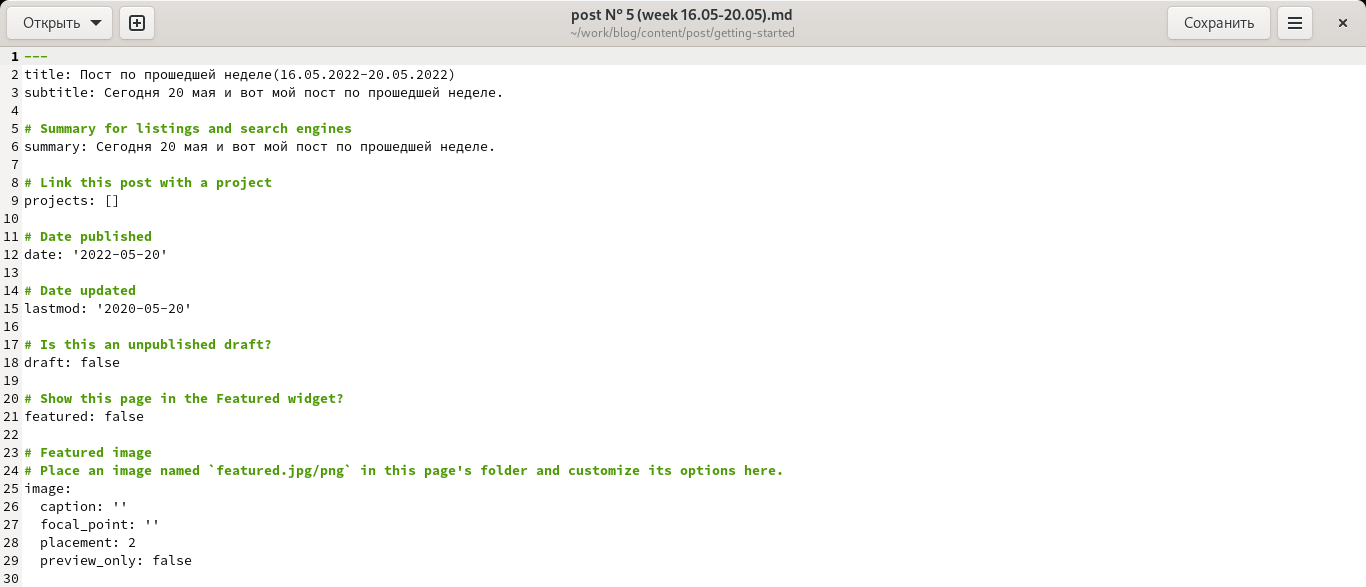 Открыть
post № 5 (week 16.05-20.05).md
~/work/blog/content/post/getting-started
Сохранить
1 ---
2 title: Пост по прошедшей неделе(16.05.2022-20.05.2022)
3 subtitle: Сегодня 20 мая и вот мой пост по прошедшей неделе.
4
5 # Summary for listings and search engines
6 summary: Сегодня 20 мая и вот мой пост по прошедшей неделе.
7
8 # Link this post with a project
9 projects: []
10
11 # Date published
12 date: '2022-05-20'
13
14 # Date updated
15 lastmod: '2020-05-20'
16
17 # Is this an unpublished draft?
18 draft: false
19
20 # Show this page in the Featured widget?
21 featured: false
22
23 # Featured image
24 # Place an image named `featured.jpg/png` in this page's folder and customize its options here.
25 image:
26   caption: ''
27   focal_point: ''
28   placement: 2
29   preview_only: false
30